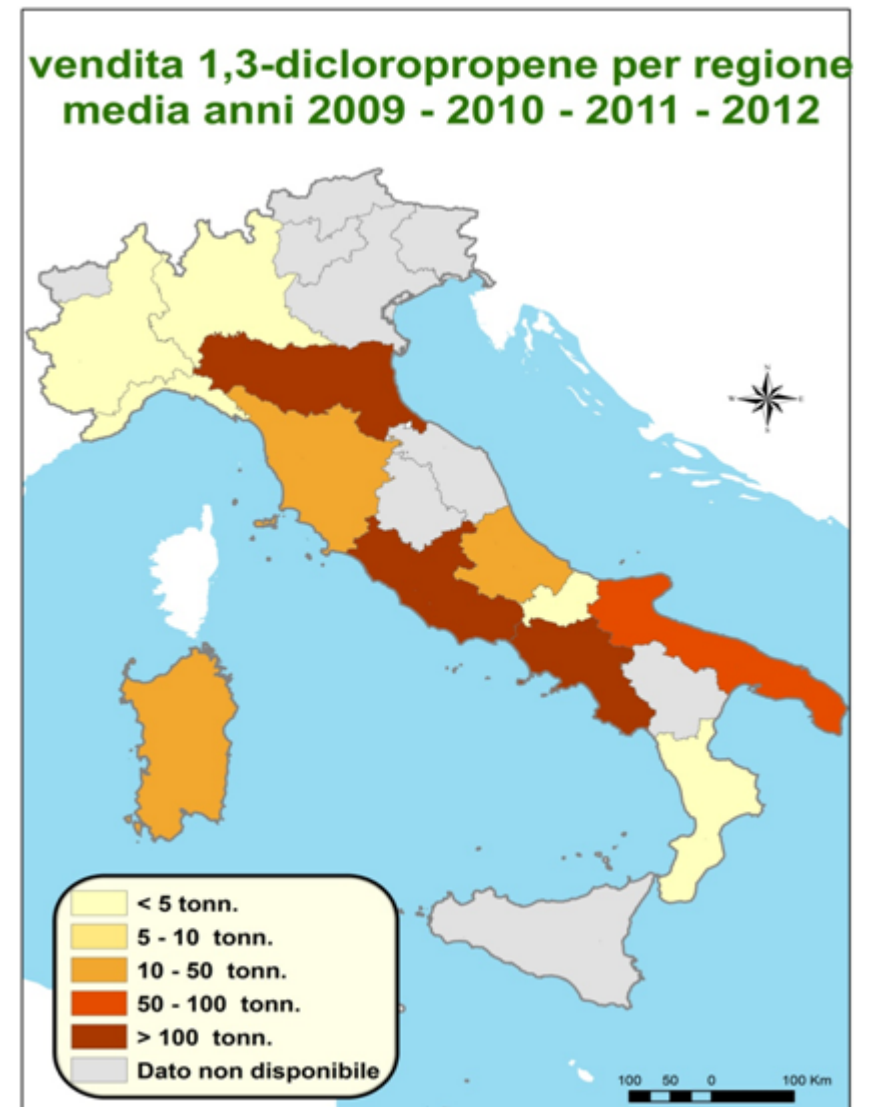 vendita 1,3-dicloropropene per regione
media anni 2009 - 2010 - 2011 - 2012
N
W E
S
< 5 tonn.
5 - 10 tonn.
10 - 50 tonn.
50 - 100 tonn.
> 100 tonn.
Dato non disponibile
100 50 0 100 Km